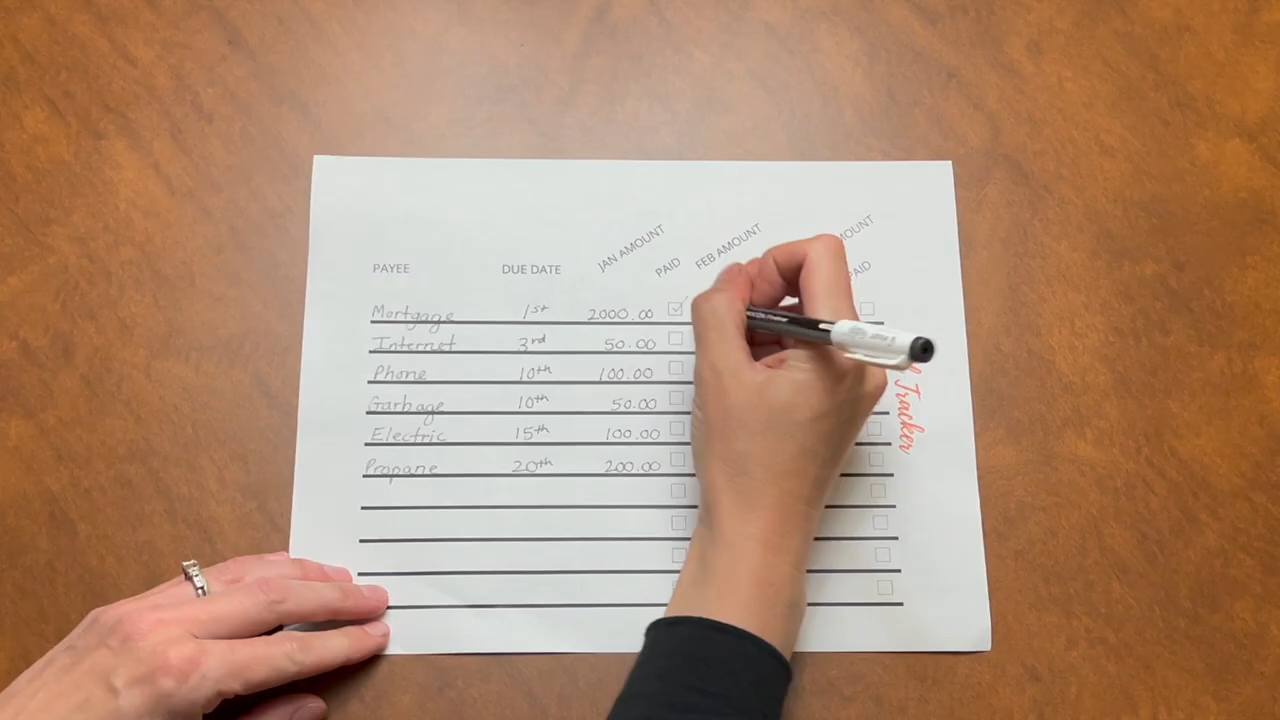 PAYEE DUE DATE JAN AMOUNT PAID FEB AMOUNT PAID
Mortgage 1st 2000.00
Internet 3rd 50.00
Phone 10th 100.00
Garbage 10th 50.00
Electric 15th 100.00
Propane 20th 200.00
Tracker